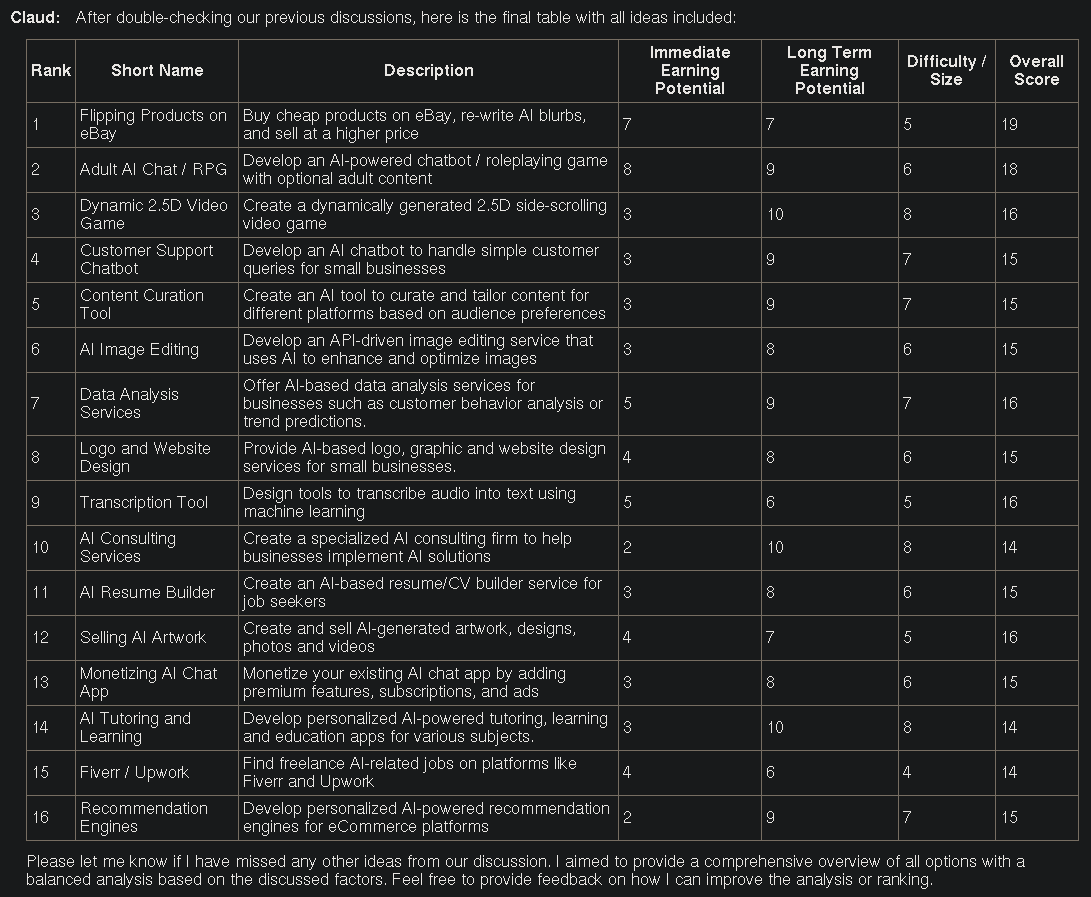 Claud: After double-checking our previous discussions, here is the final table with all ideas included:
Rank Short Name Description Immediate Earning Potential Long Term Earning Potential Difficulty / Size Overall Score
1 Flipping Products on eBay Buy cheap products on eBay, re-write AI blurbs, and sell at a higher price 7 7 5 19
2 Adult AI Chat / RPG Develop an AI-powered chatbot / roleplaying game with optional adult content 8 9 6 18
3 Dynamic 2.5D Video Game Create a dynamically generated 2.5D side-scrolling video game 3 10 8 16
4 Customer Support Chatbot Develop an AI chatbot to handle simple customer queries for small businesses 3 9 7 15
5 Content Curation Tool Create an AI tool to curate and tailor content for different platforms based on audience preferences 3 9 7 15
6 AI Image Editing Develop an API-driven image editing service that uses AI to enhance and optimize images 3 8 6 15
7 Data Analysis Services Offer AI-based data analysis services for businesses such as customer behavior analysis or trend predictions. 5 9 7 16
8 Logo and Website Design Provide AI-based logo, graphic and website design services for small businesses. 4 8 6 15
9 Transcription Tool Design tools to transcribe audio into text using machine learning 5 6 5 16
10 AI Consulting Services Create a specialized AI consulting firm to help businesses implement AI solutions 2 10 8 14
11 AI Resume Builder Create an AI-based resume/CV builder service for job seekers 3 8 6 15
12 Selling AI Artwork Create and sell AI-generated artwork, designs, photos and videos 4 7 5 16
13 Monetizing AI Chat App Monetize your existing AI chat app by adding premium features, subscriptions, and ads 3 8 6 15
14 AI Tutoring and Learning Develop personalized AI-powered tutoring, learning and education apps for various subjects. 3 10 8 14
15 Fiverr / Upwork Find freelance AI-related jobs on platforms like Fiverr and Upwork 4 6 4 14
16 Recommendation Engines Develop personalized AI-powered recommendation engines for eCommerce platforms 2 9 7 15
Please let me know if I have missed any other ideas from our discussion. I aimed to provide a comprehensive overview of all options with a
balanced analysis based on the discussed factors. Feel free to provide feedback on how I can improve the analysis or ranking.